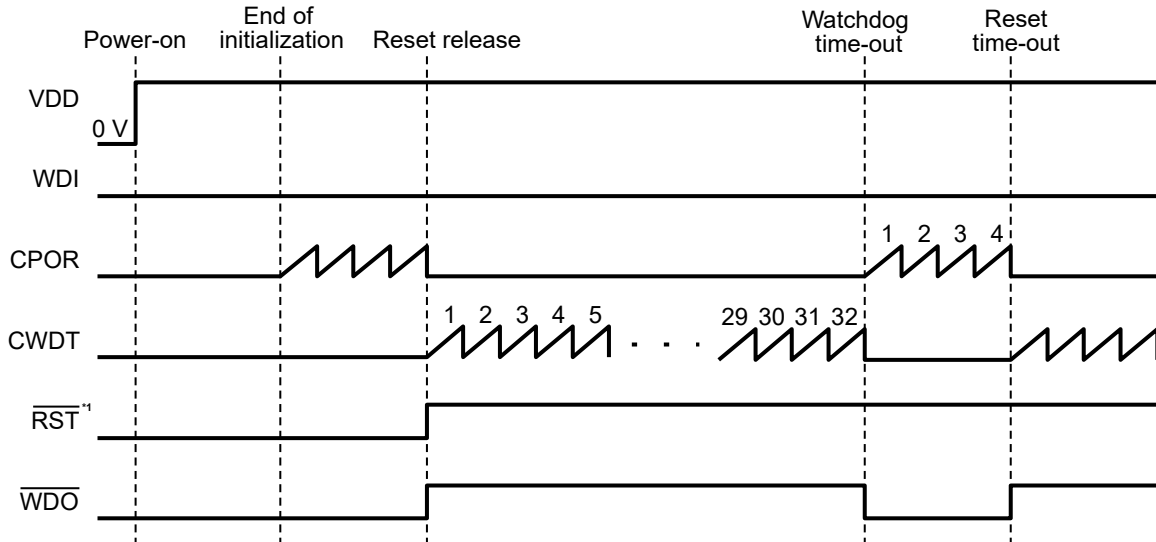 Power-on
End of
initialization
Reset release
Watchdog
time-out
Reset
time-out
VDD
0 V
WDI
CPOR
1 2 3 4
CWDT
1 2 3 4 5 . . . . 29 30 31 32
RST *1
WDO